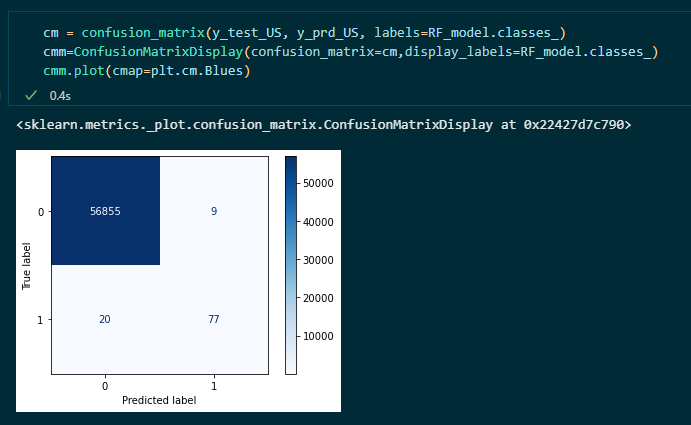 cm = confusion_matrix(y_test_US, y_prd_US, labels=RF_model.classes_)
cmm=ConfusionMatrixDisplay(confusion_matrix=cm,display_labels=RF_model.classes_)
cmm.plot(cmap=plt.cm.Blues)
0.4s
<sklearn.metrics._plot.confusion_matrix.ConfusionMatrixDisplay at 0x22427d7c790>
50000
0
56855
9
40000
True label
30000
20000
1
20
77
10000
0
1
Predicted label